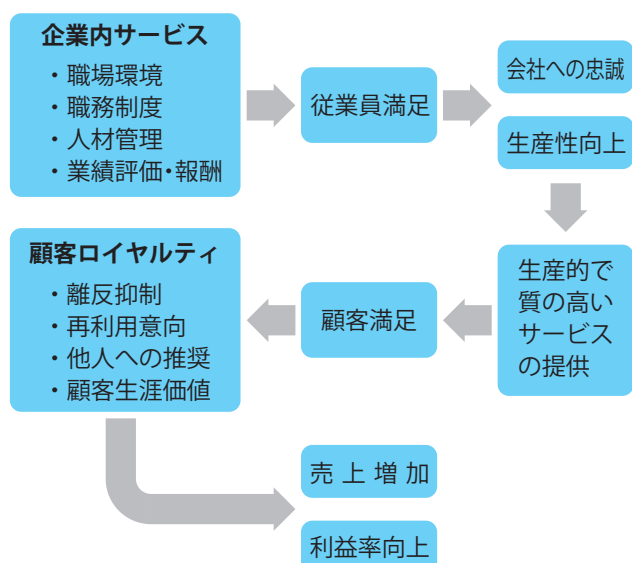 企業内サービス
・職場環境
・職務制度
・人材管理
・業績評価・報酬
従業員満足
会社への忠誠
生産性向上
生産的で
質の高い
サービス
の提供
顧客満足
顧客ロイヤルティ
・離反抑制
・再利用意向
・他人への推奨
・顧客生涯価値
売上増加
利益率向上